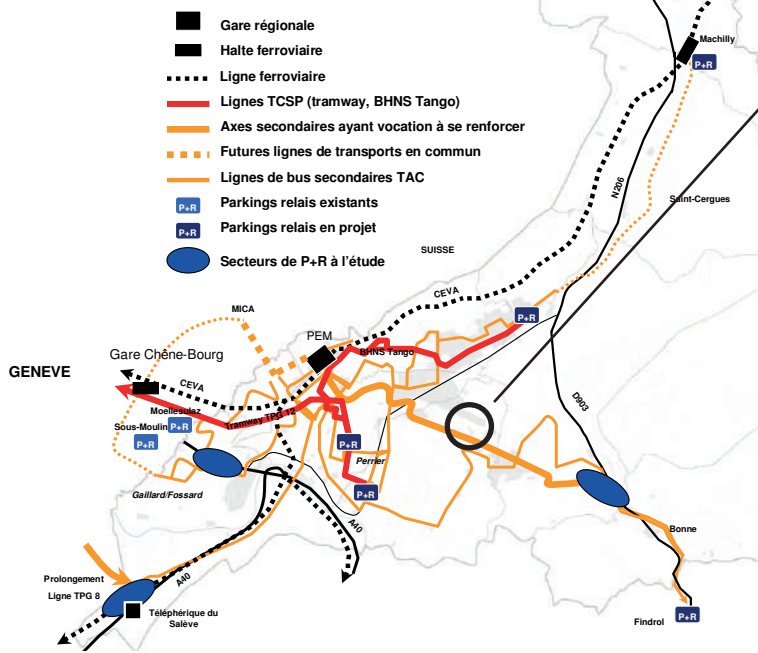 Gare régionale
Halte ferroviaire
Ligne ferroviaire
Lignes TCSP (tramway, BHNS Tango)
Axes secondaires ayant vocation à se renforcer
Futures lignes de transports en commun
Lignes de bus secondaires TAC
P+R Parkings relais existants
P+R Parkings relais en projet
Secteurs de P+R à l'étude
Machilly
P+R
N206
Saint-Cergues
SUISSE
CEVA
MICA
PEM
P+R
BHNS Tango
Gare Chêne-Bourg
GENEVE
CEVA
Moellesulaz
P+R
Tramway TPG 12
Sous-Moulin
P+R
D903
P+R
Perrier
P+R
Gaillard/Fossard
A40
Bonne
A40
Prolongement
Ligne TPG 8
Téléphérique du
Salève
Findrol
P+R